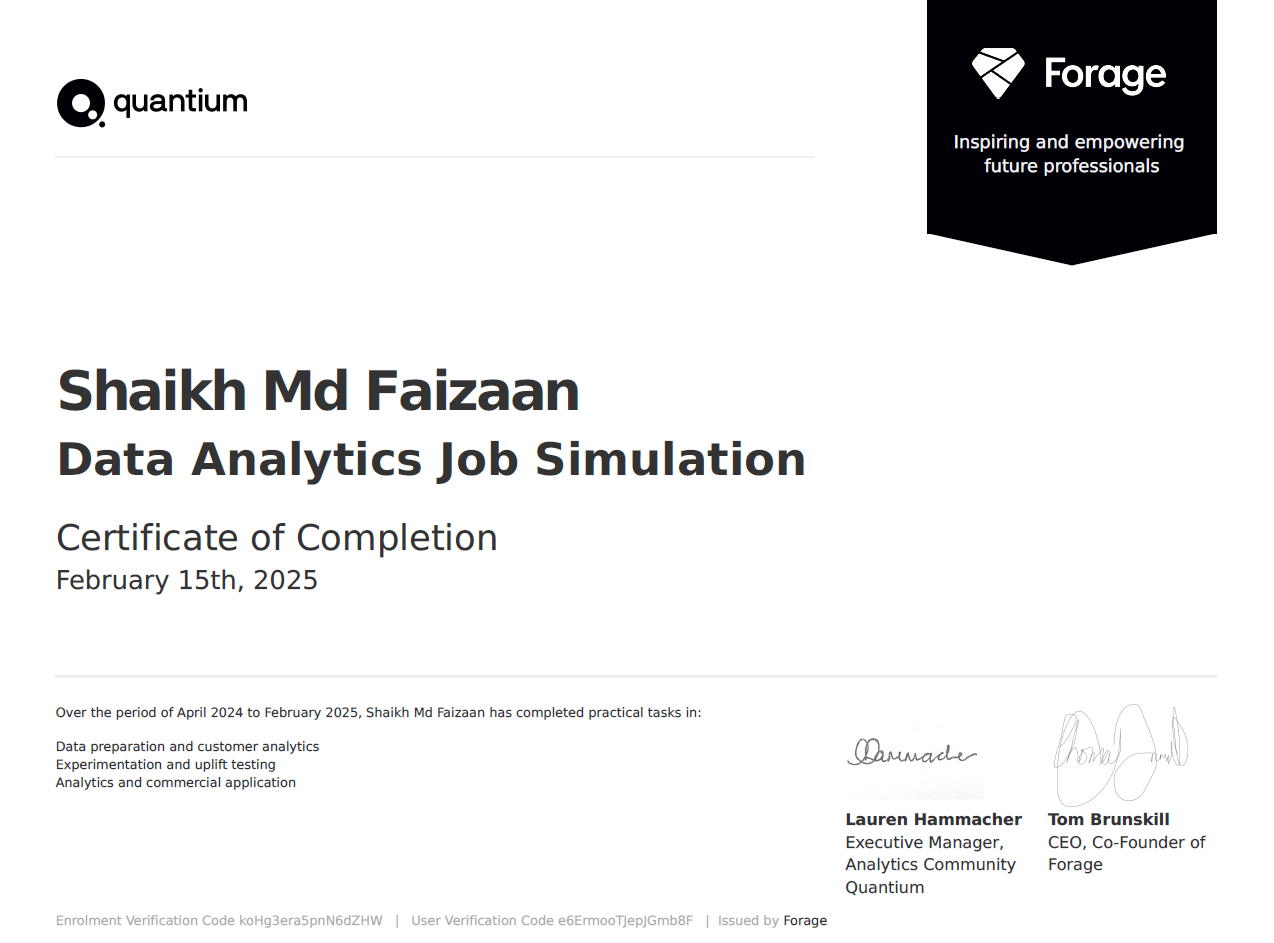 quantium
Forage
Inspiring and empowering
future professionals
Shaikh Md Faizaan
Data Analytics Job Simulation
Certificate of Completion
February 15th, 2025
Over the period of April 2024 to February 2025, Shaikh Md Faizaan has completed practical tasks in:
Data preparation and customer analytics
Experimentation and uplift testing
Analytics and commercial application
Lauren Hammacher
Executive Manager,
Analytics Community
Quantium
Tom Brunskill
CEO, Co-Founder of
Forage
Enrolment Verification Code koHg3era5pnN6dZHW | User Verification Code e6ErmooTJepJGmb8F | Issued by Forage